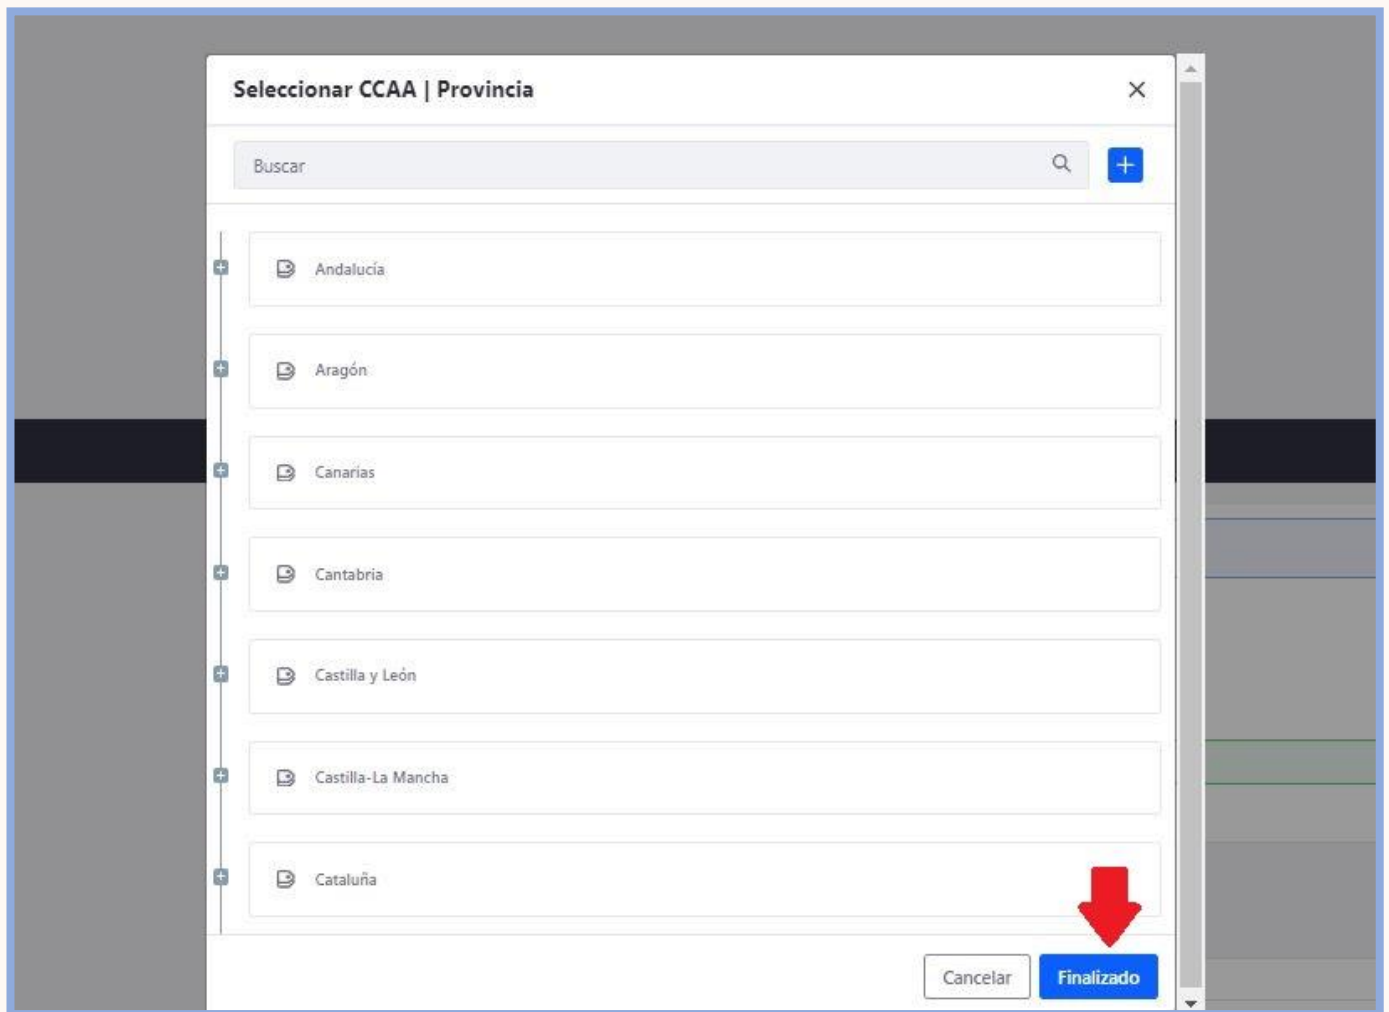 Seleccionar CCAA | Provincia
Buscar
Andalucía
Aragón
Canarias
Cantabria
Castilla y León
Castilla-La Mancha
Cataluña
Cancelar
Finalizado